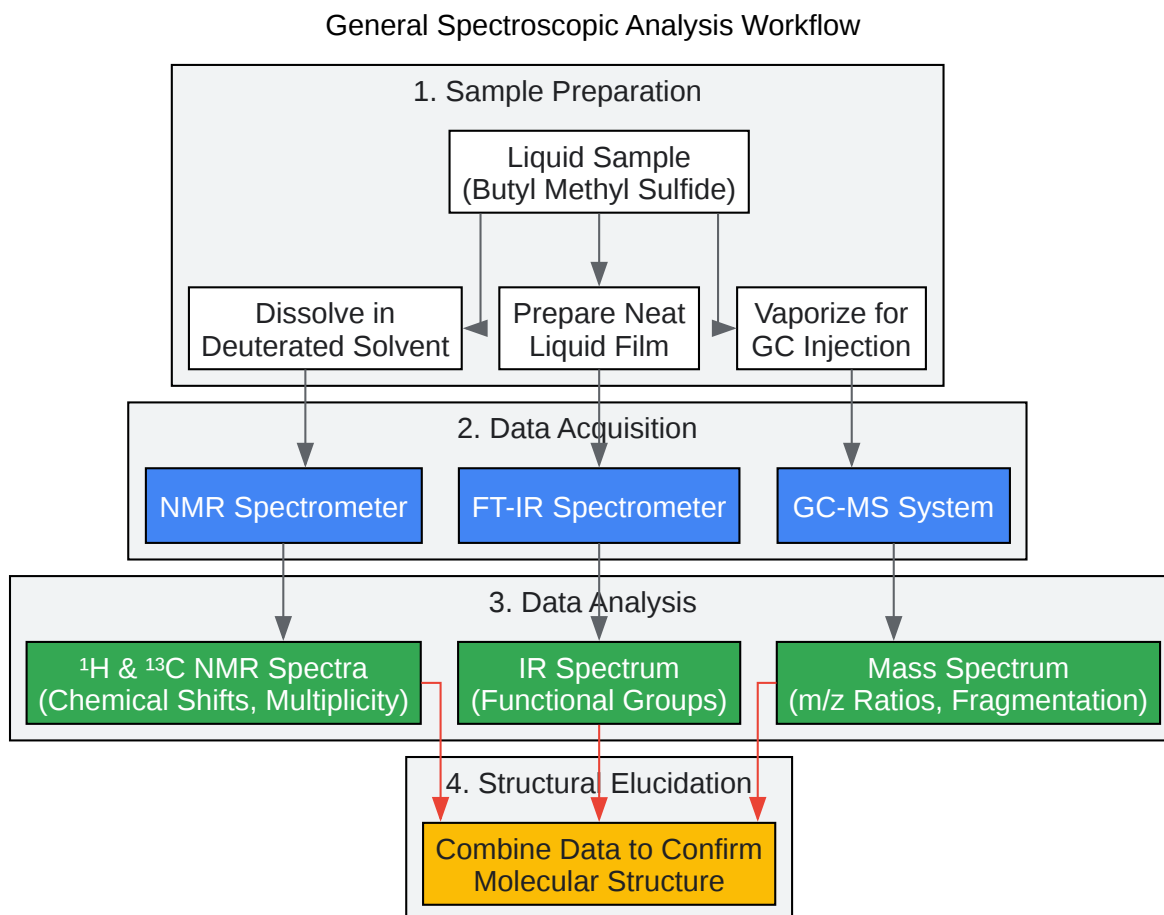 General Spectroscopic Analysis Workflow
1. Sample Preparation
Liquid Sample
(Butyl Methyl Sulfide)
Dissolve in
Deuterated Solvent
Prepare Neat
Liquid Film
Vaporize for
GC Injection
2. Data Acquisition
NMR Spectrometer
FT-IR Spectrometer
GC-MS System
3. Data Analysis
¹H & ¹³C NMR Spectra
(Chemical Shifts, Multiplicity)
IR Spectrum
(Functional Groups)
Mass Spectrum
(m/z Ratios, Fragmentation)
4. Structural Elucidation
Combine Data to Confirm
Molecular Structure